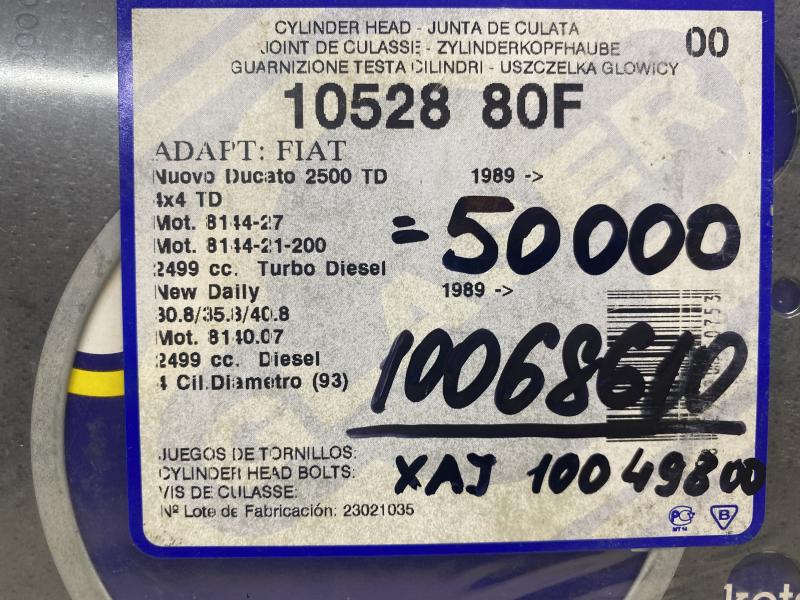 CYLINDER HEAD - JUNTA DE CULATA
JOINT DE CULASSE - ZYLINDERKOPFHAUBE
GUARNIZIONE TESTA CILINDRI - USZCZELKA GLOWICY
00
10528 80F
ADAPT: FIAT
Nuovo Ducato 2500 TD 1989 ->
4x4 TD
Mot. 8144-27
Mot. 8144-21-200
2499 cc. Turbo Diesel
= 50000
New Daily 1989 ->
30.8/35.8/40.8
Mot. 8140.07
2499 cc. Diesel
4 Cil.Diametro (93)
10068610
JUEGOS DE TORNILLOS:
CYLINDER HEAD BOLTS:
VIS DE CULASSE:
XAJ 10049800
Nº Lote de Fabricación: 23021035
B